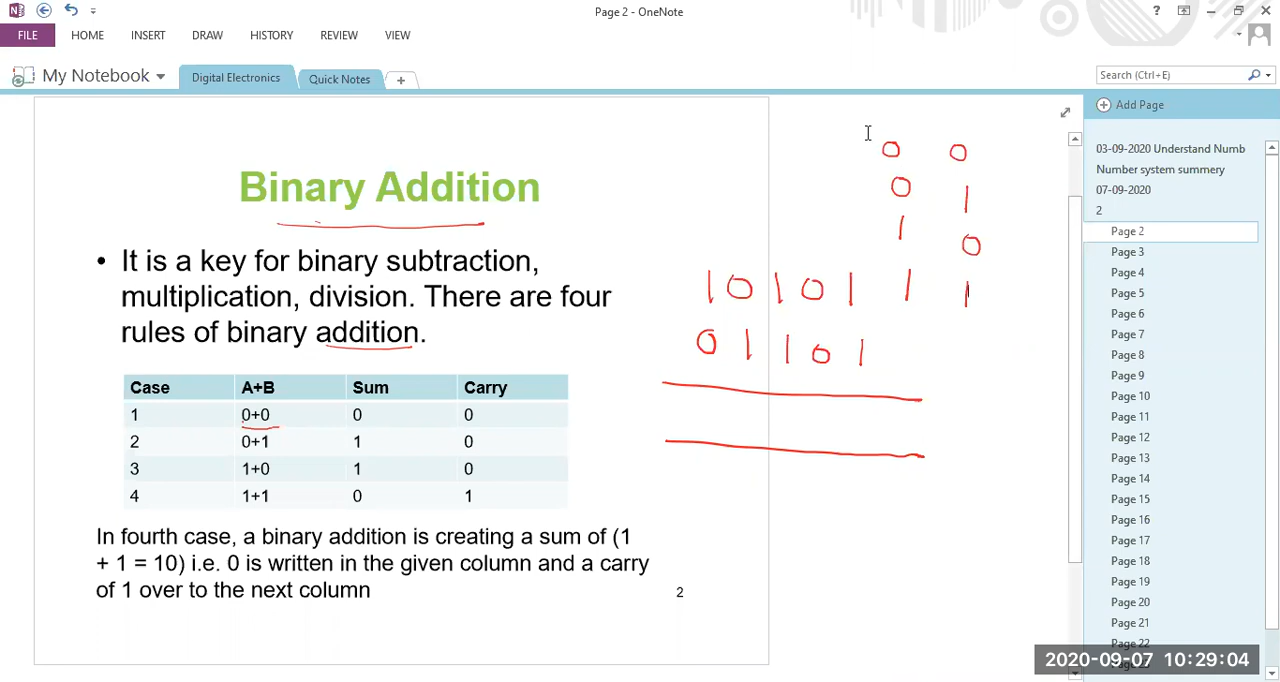 Page 2 - OneNote
?
FILE HOME INSERT DRAW HISTORY REVIEW VIEW
My Notebook Digital Electronics Quick Notes +
Search (Ctrl+E)
Add Page
03-09-2020 Understand Numb
Number system summery
07-09-2020
2
Page 2
Page 3
Page 4
Page 5
Page 6
Page 7
Page 8
Page 9
Page 10
Page 11
Page 12
Page 13
Page 14
Page 15
Page 16
Page 17
Page 18
Page 19
Page 20
Page 21
Page 22
Binary Addition
• It is a key for binary subtraction,
multiplication, division. There are four
rules of binary addition.
Case A+B Sum Carry
1 0+0 0 0
2 0+1 1 0
3 1+0 1 0
4 1+1 0 1
In fourth case, a binary addition is creating a sum of (1
+ 1 = 10) i.e. 0 is written in the given column and a carry
of 1 over to the next column
2
0 0
0 1
1 0
1 1
10101
01101
2020-09-07 10:29:04